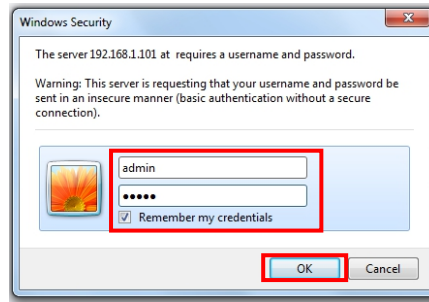 Windows Security
The server 192.168.1.101 at requires a username and password.
Warning: This server is requesting that your username and password be
sent in an insecure manner (basic authentication without a secure
connection).
admin
●●●●●
Remember my credentials
OK
Cancel